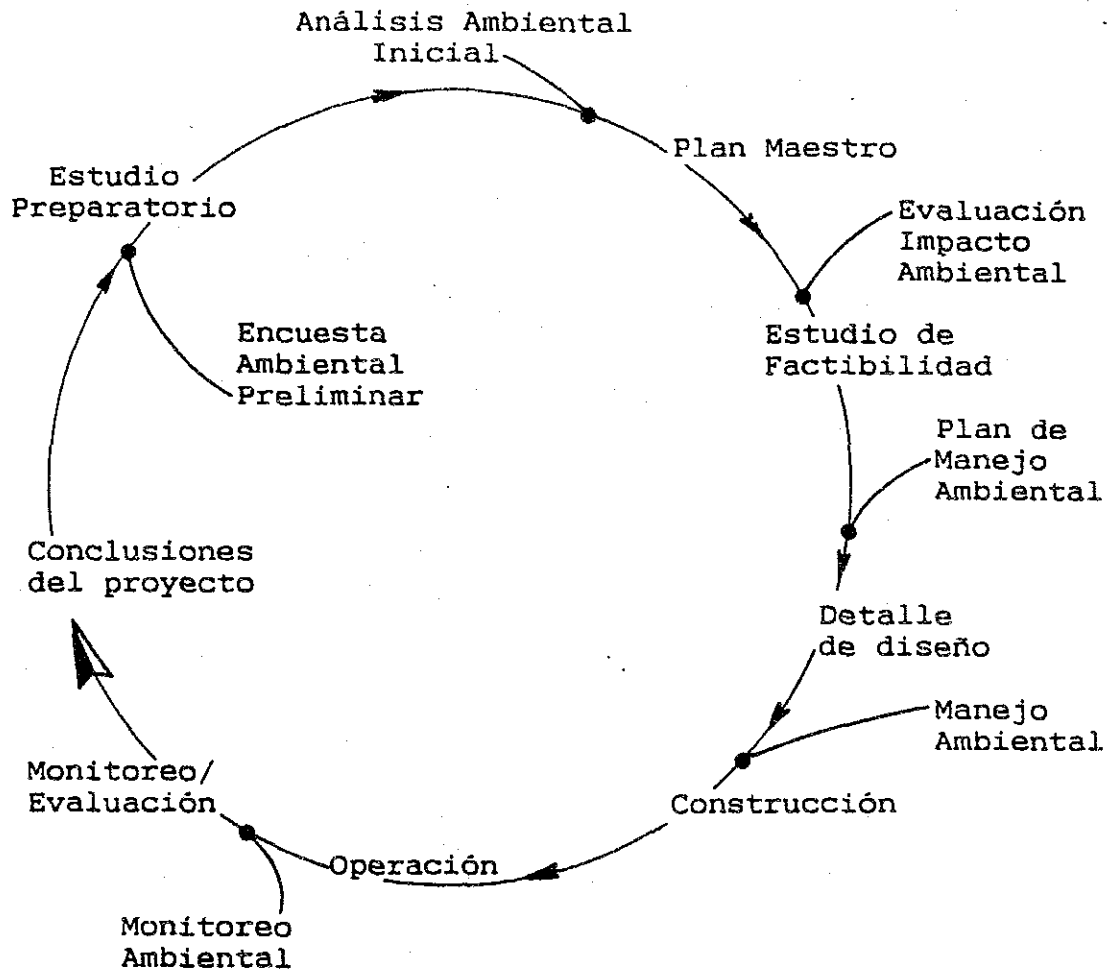 Análisis Ambiental
Inicial
Plan Maestro
Estudio
Preparatorio
Evaluación
Impacto
Ambiental
Encuesta
Ambiental
Preliminar
Estudio de
Factibilidad
Plan de
Manejo
Ambiental
Conclusiones
del proyecto
Detalle
de diseño
Manejo
Ambiental
Monitoreo/
Evaluación
Construcción
Operación
Monitoreo
Ambiental